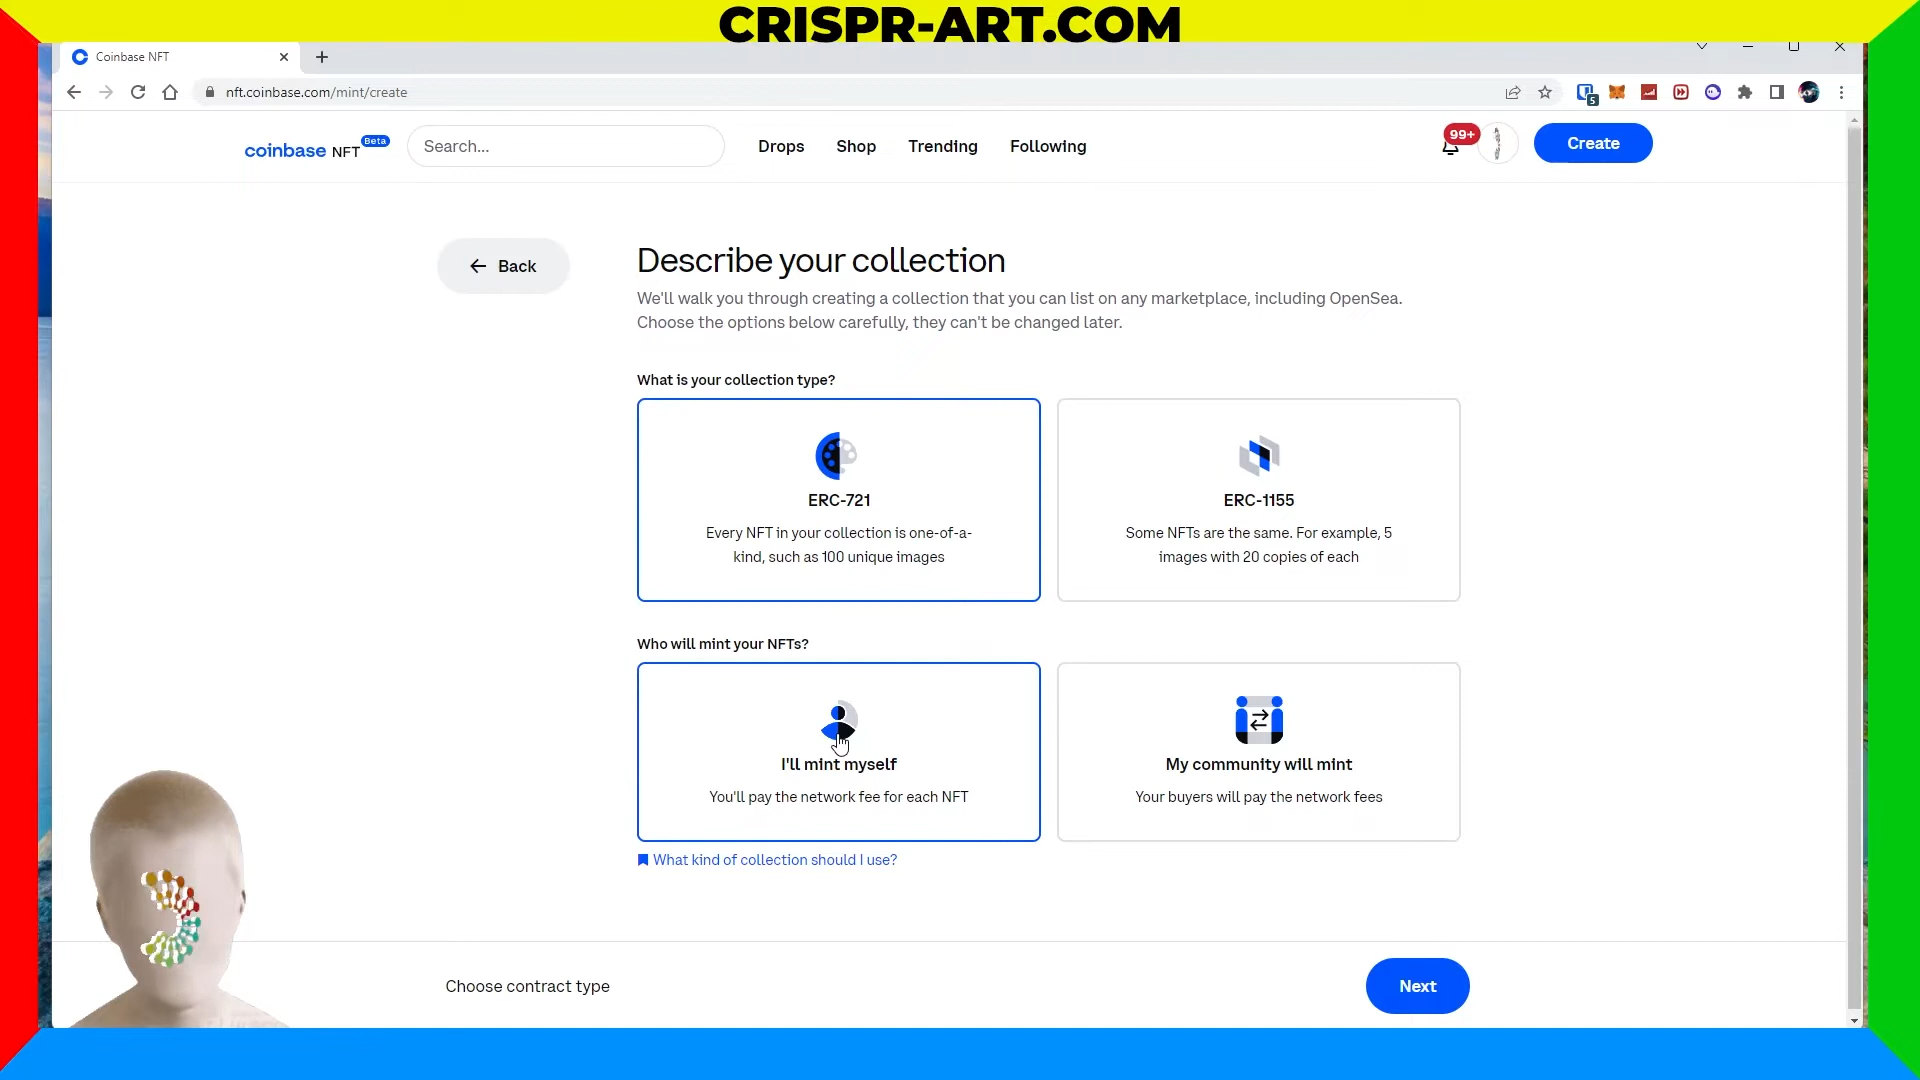 CRISPR-ART.COM
Coinbase NFT
nft.coinbase.com/mint/create
5
coinbase NFT Beta
Search...
Drops
Shop
Trending
Following
99+
Create
Back
Describe your collection
We'll walk you through creating a collection that you can list on any marketplace, including OpenSea.
Choose the options below carefully, they can't be changed later.
What is your collection type?
ERC-721
Every NFT in your collection is one-of-a-
kind, such as 100 unique images
ERC-1155
Some NFTs are the same. For example, 5
images with 20 copies of each
Who will mint your NFTs?
I'll mint myself
You'll pay the network fee for each NFT
My community will mint
Your buyers will pay the network fees
What kind of collection should I use?
Choose contract type
Next